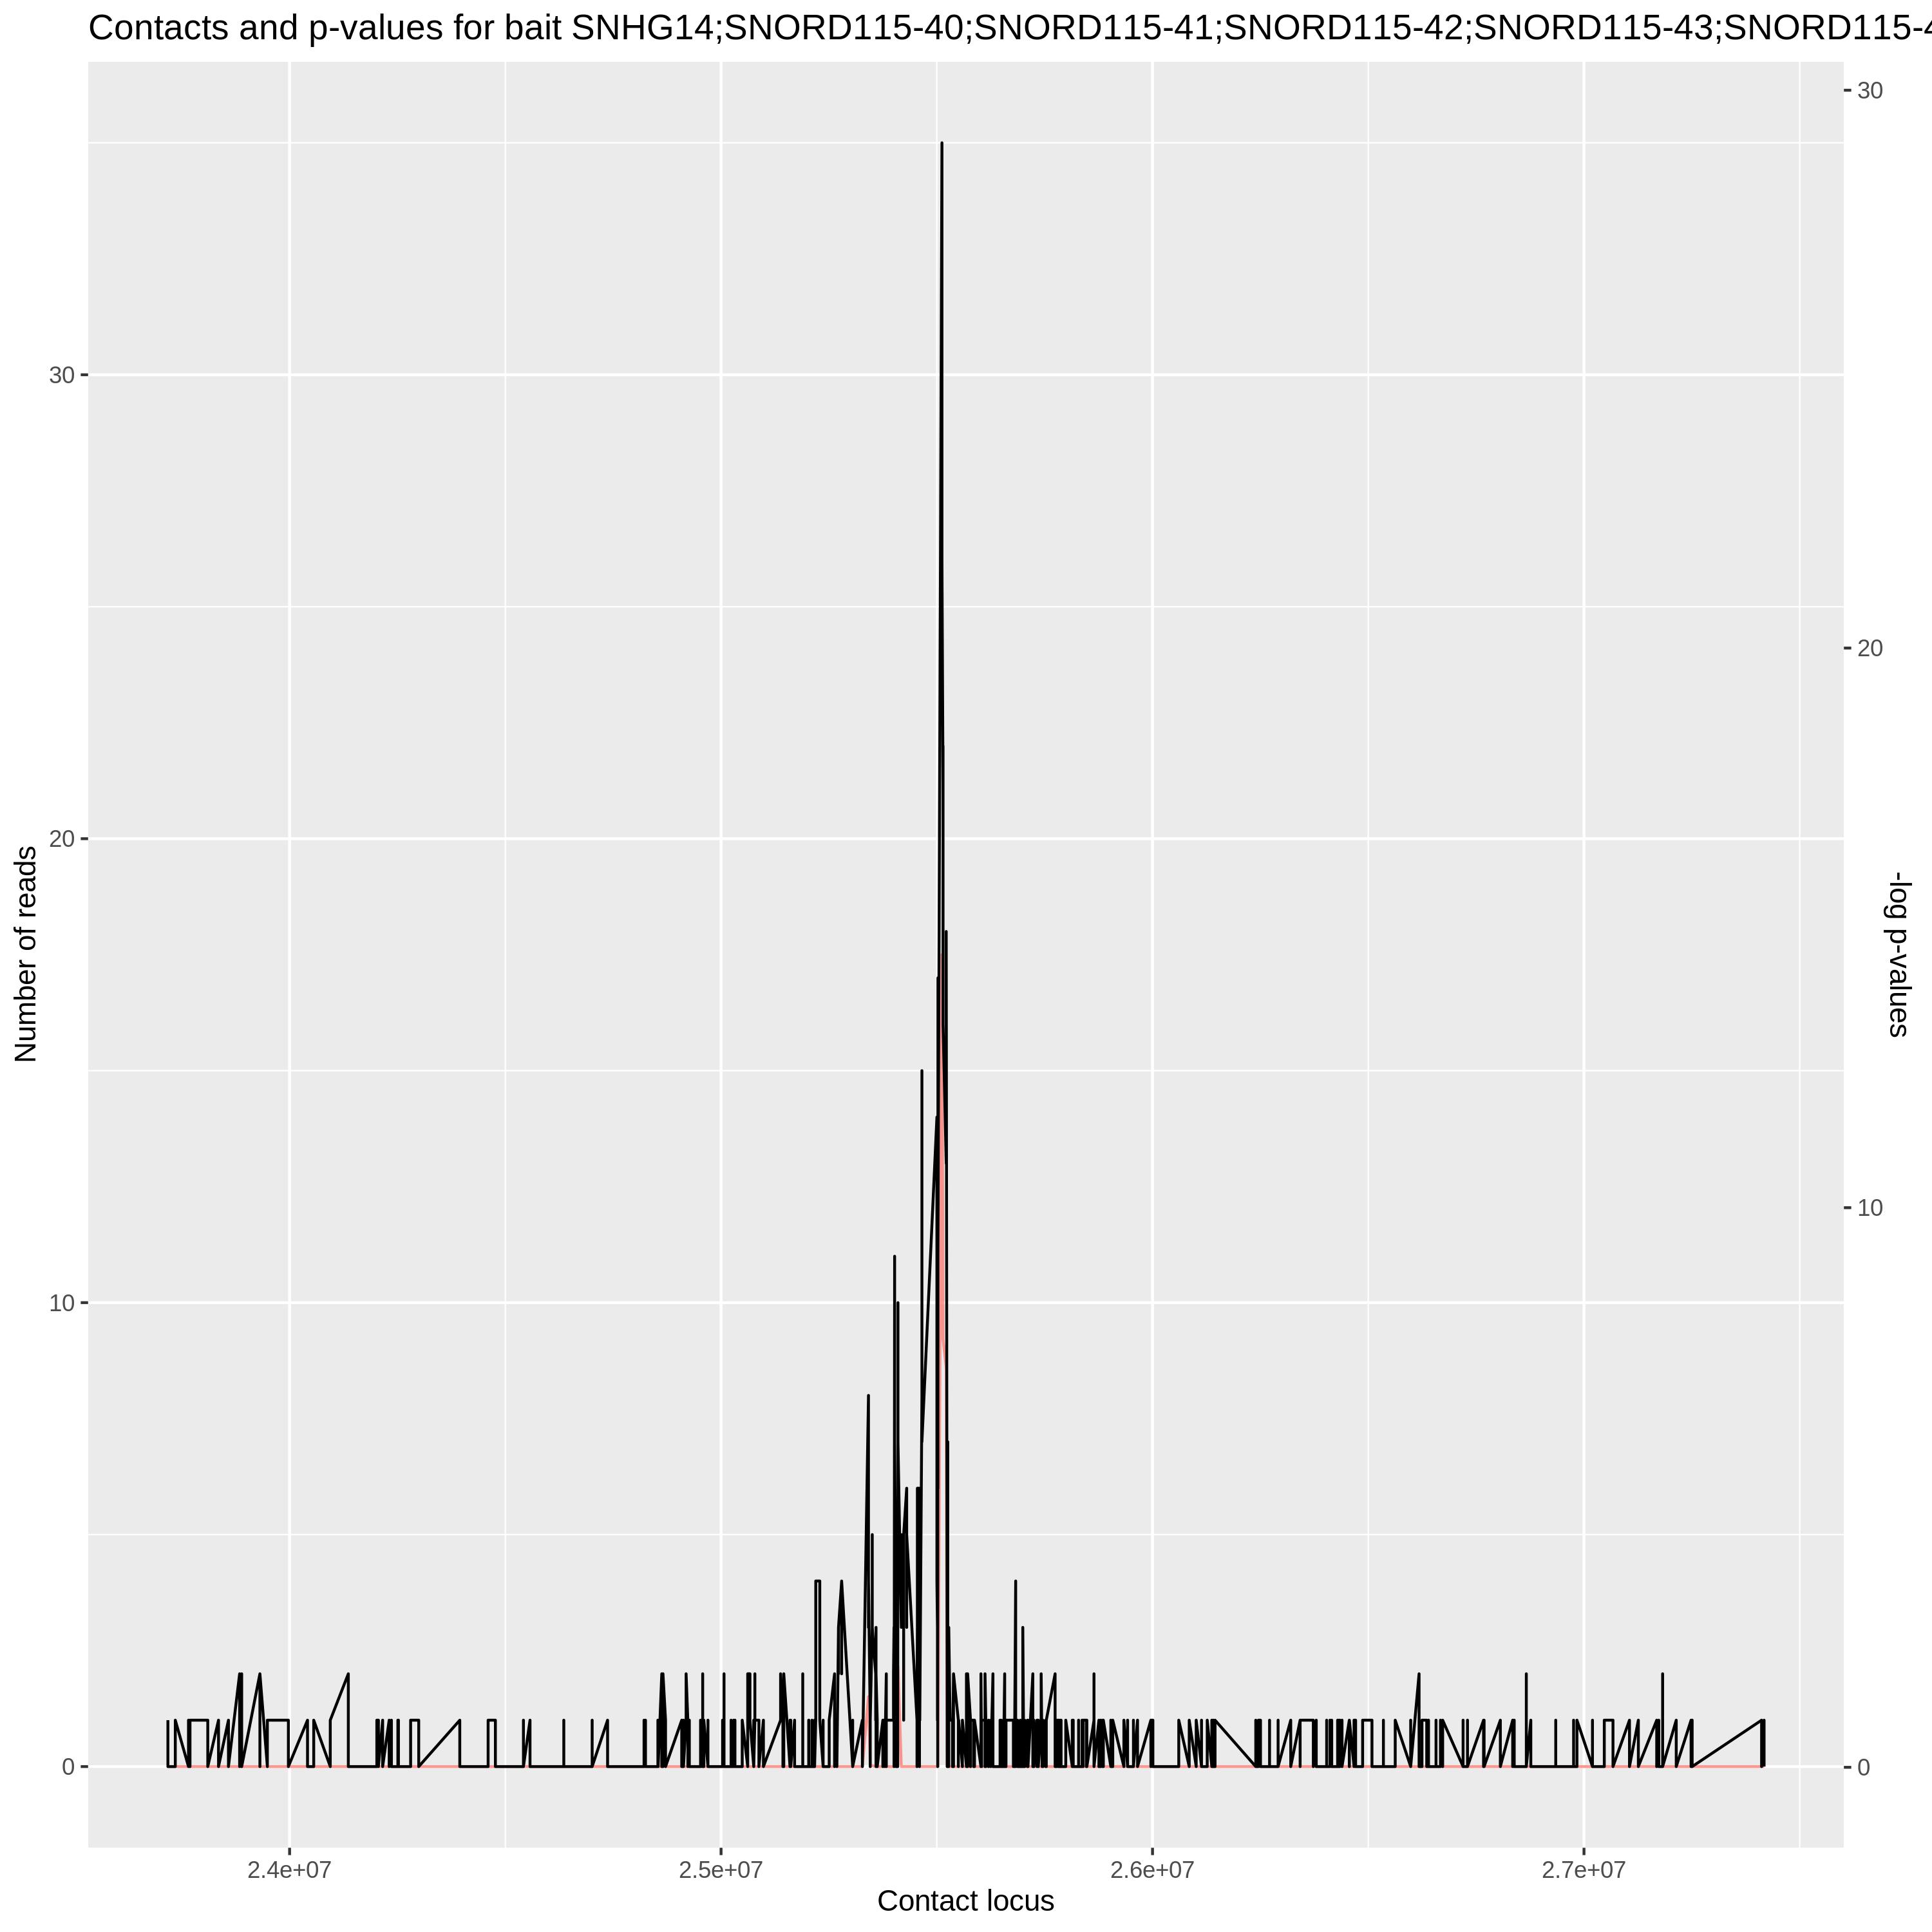 Contacts and p-values for bait SNHG14;SNORD115-40;SNORD115-41;SNORD115-42;SNORD115-43;SNORD115-4
30
30
20
20
10
10
0
0
Number of reads
-log p-values
2.4e+07
2.5e+07
2.6e+07
2.7e+07
Contact locus